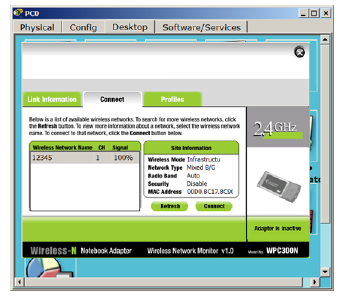 PC0
Physical Config Desktop Software/Services
Link Information Connect Profiles
Below is a list of available wireless networks. To search for more wireless networks, click
the Refresh button. To view more information about a network, select the wireless network
name. To connect to that network, click the Connect button below.
2.4GHz
Wireless Network Name CH Signal
12345 1 100%
Site Information
Wireless Mode Infrastructu
Network Type Mixed B/G
Radio Band Auto
Security Disable
MAC Address 00D0.BC17.8C9(
Refresh Connect
Adapter is Inactive
Wireless-N Notebook Adapter Wireless Network Monitor v1.0 Model No. WPC300N